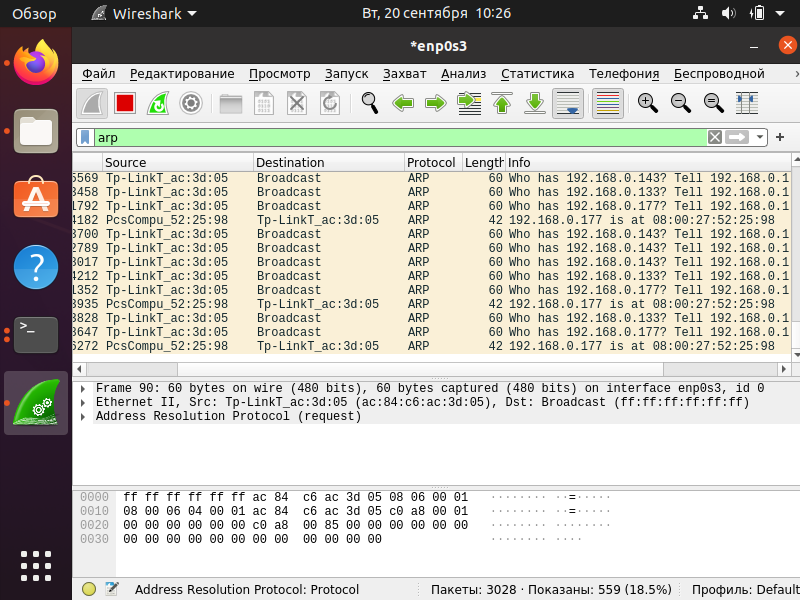 Обзор Wireshark Вт, 20 сентября 10:26
*enp0s3
Файл Редактирование Просмотр Запуск Захват Анализ Статистика Телефония Беспроводной
arp
Source Destination Protocol Length Info
5569 Tp-LinkT_ac:3d:05 Broadcast ARP 60 Who has 192.168.0.143? Tell 192.168.0.1
3458 Tp-LinkT_ac:3d:05 Broadcast ARP 60 Who has 192.168.0.133? Tell 192.168.0.1
1792 Tp-LinkT_ac:3d:05 Broadcast ARP 60 Who has 192.168.0.177? Tell 192.168.0.1
4182 PcsCompu_52:25:98 Tp-LinkT_ac:3d:05 ARP 42 192.168.0.177 is at 08:00:27:52:25:98
3700 Tp-LinkT_ac:3d:05 Broadcast ARP 60 Who has 192.168.0.143? Tell 192.168.0.1
2789 Tp-LinkT_ac:3d:05 Broadcast ARP 60 Who has 192.168.0.143? Tell 192.168.0.1
3017 Tp-LinkT_ac:3d:05 Broadcast ARP 60 Who has 192.168.0.143? Tell 192.168.0.1
4212 Tp-LinkT_ac:3d:05 Broadcast ARP 60 Who has 192.168.0.133? Tell 192.168.0.1
1352 Tp-LinkT_ac:3d:05 Broadcast ARP 60 Who has 192.168.0.177? Tell 192.168.0.1
3935 PcsCompu_52:25:98 Tp-LinkT_ac:3d:05 ARP 42 192.168.0.177 is at 08:00:27:52:25:98
3828 Tp-LinkT_ac:3d:05 Broadcast ARP 60 Who has 192.168.0.133? Tell 192.168.0.1
3647 Tp-LinkT_ac:3d:05 Broadcast ARP 60 Who has 192.168.0.177? Tell 192.168.0.1
6272 PcsCompu_52:25:98 Tp-LinkT_ac:3d:05 ARP 42 192.168.0.177 is at 08:00:27:52:25:98
Frame 90: 60 bytes on wire (480 bits), 60 bytes captured (480 bits) on interface enp0s3, id 0
Ethernet II, Src: Tp-LinkT_ac:3d:05 (ac:84:c6:ac:3d:05), Dst: Broadcast (ff:ff:ff:ff:ff:ff)
Address Resolution Protocol (request)
0000 ff ff ff ff ff ff ac 84 c6 ac 3d 05 08 06 00 01 ········ ··=·····
0010 08 00 06 04 00 01 ac 84 c6 ac 3d 05 c0 a8 00 01 ········ ··=·····
0020 00 00 00 00 00 00 c0 a8 00 85 00 00 00 00 00 00 ········ ········
0030 00 00 00 00 00 00 00 00 00 00 00 00 ········ ····
Address Resolution Protocol: Protocol Пакеты: 3028 · Показаны: 559 (18.5%) Профиль: Default